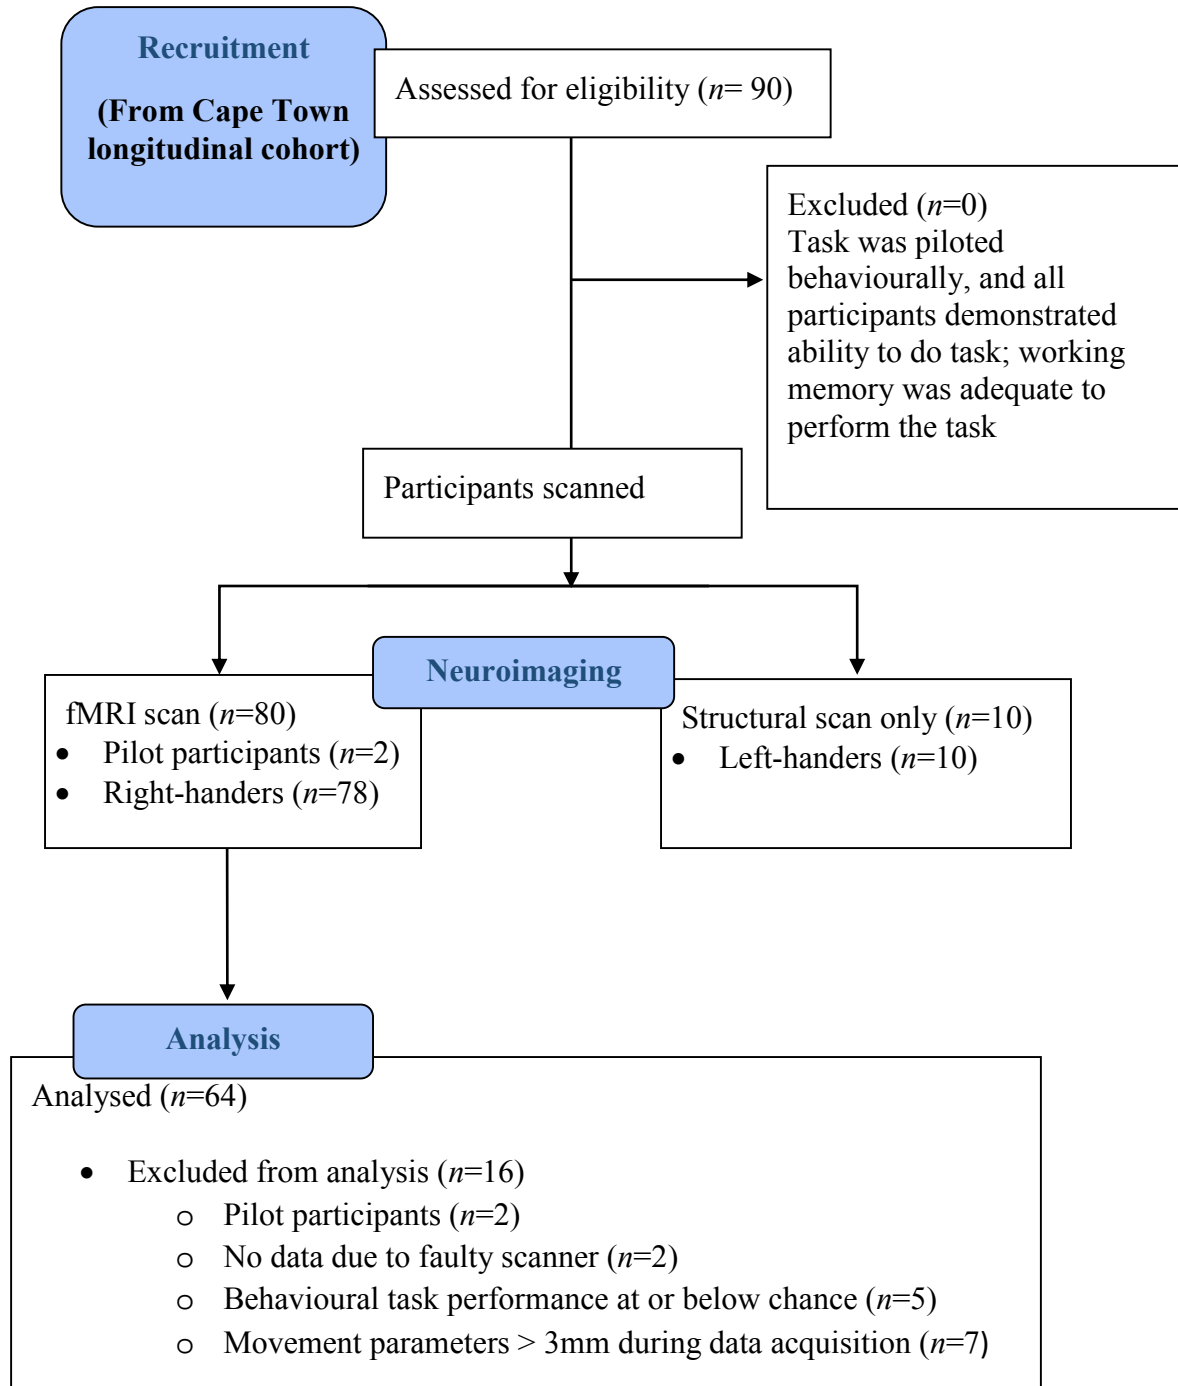 Recruitment
(From Cape Town
longitudinal cohort)
Assessed for eligibility (n= 90)
Excluded (n=0)
Task was piloted
behaviourally, and all
participants demonstrated
ability to do task; working
memory was adequate to
perform the task
Participants scanned
Neuroimaging
fMRI scan (n=80)
• Pilot participants (n=2)
• Right-handers (n=78)
Structural scan only (n=10)
• Left-handers (n=10)
Analysis
Analysed (n=64)
• Excluded from analysis (n=16)
o Pilot participants (n=2)
o No data due to faulty scanner (n=2)
o Behavioural task performance at or below chance (n=5)
o Movement parameters > 3mm during data acquisition (n=7)